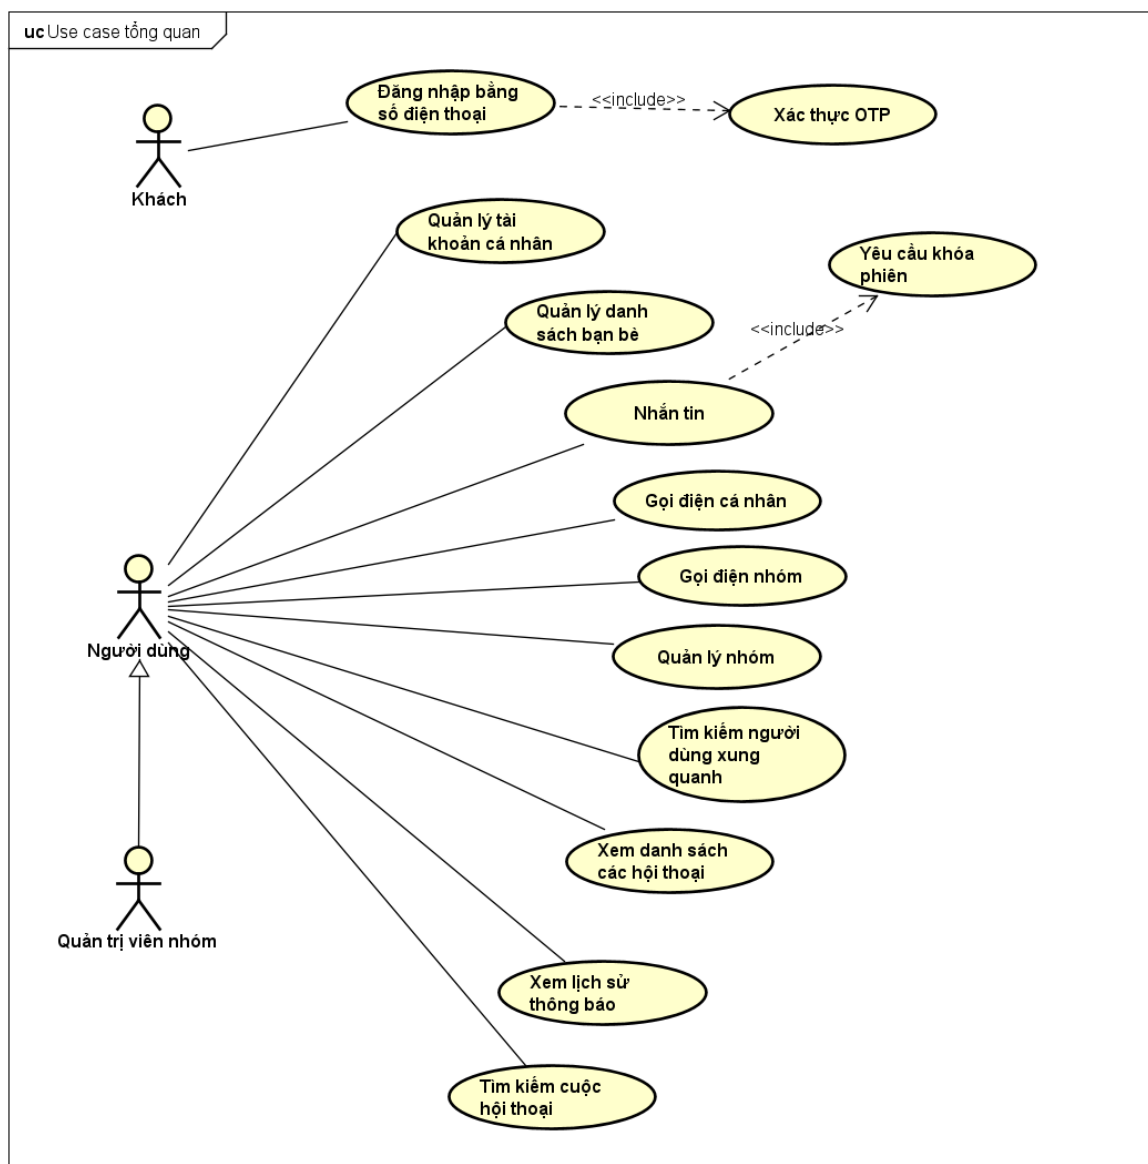 uc Use case tổng quan
Đăng nhập bằng
số điện thoại
<<include>>
Xác thực OTP
Khách
Quản lý tài
khoản cá nhân
Yêu cầu khóa
phiên
Quản lý danh
sách bạn bè
<<include>>
Nhắn tin
Gọi điện cá nhân
Gọi điện nhóm
Người dùng
Quản lý nhóm
Tìm kiếm người
dùng xung
quanh
Xem danh sách
các hội thoại
Quản trị viên nhóm
Xem lịch sử
thông báo
Tìm kiếm cuộc
hội thoại